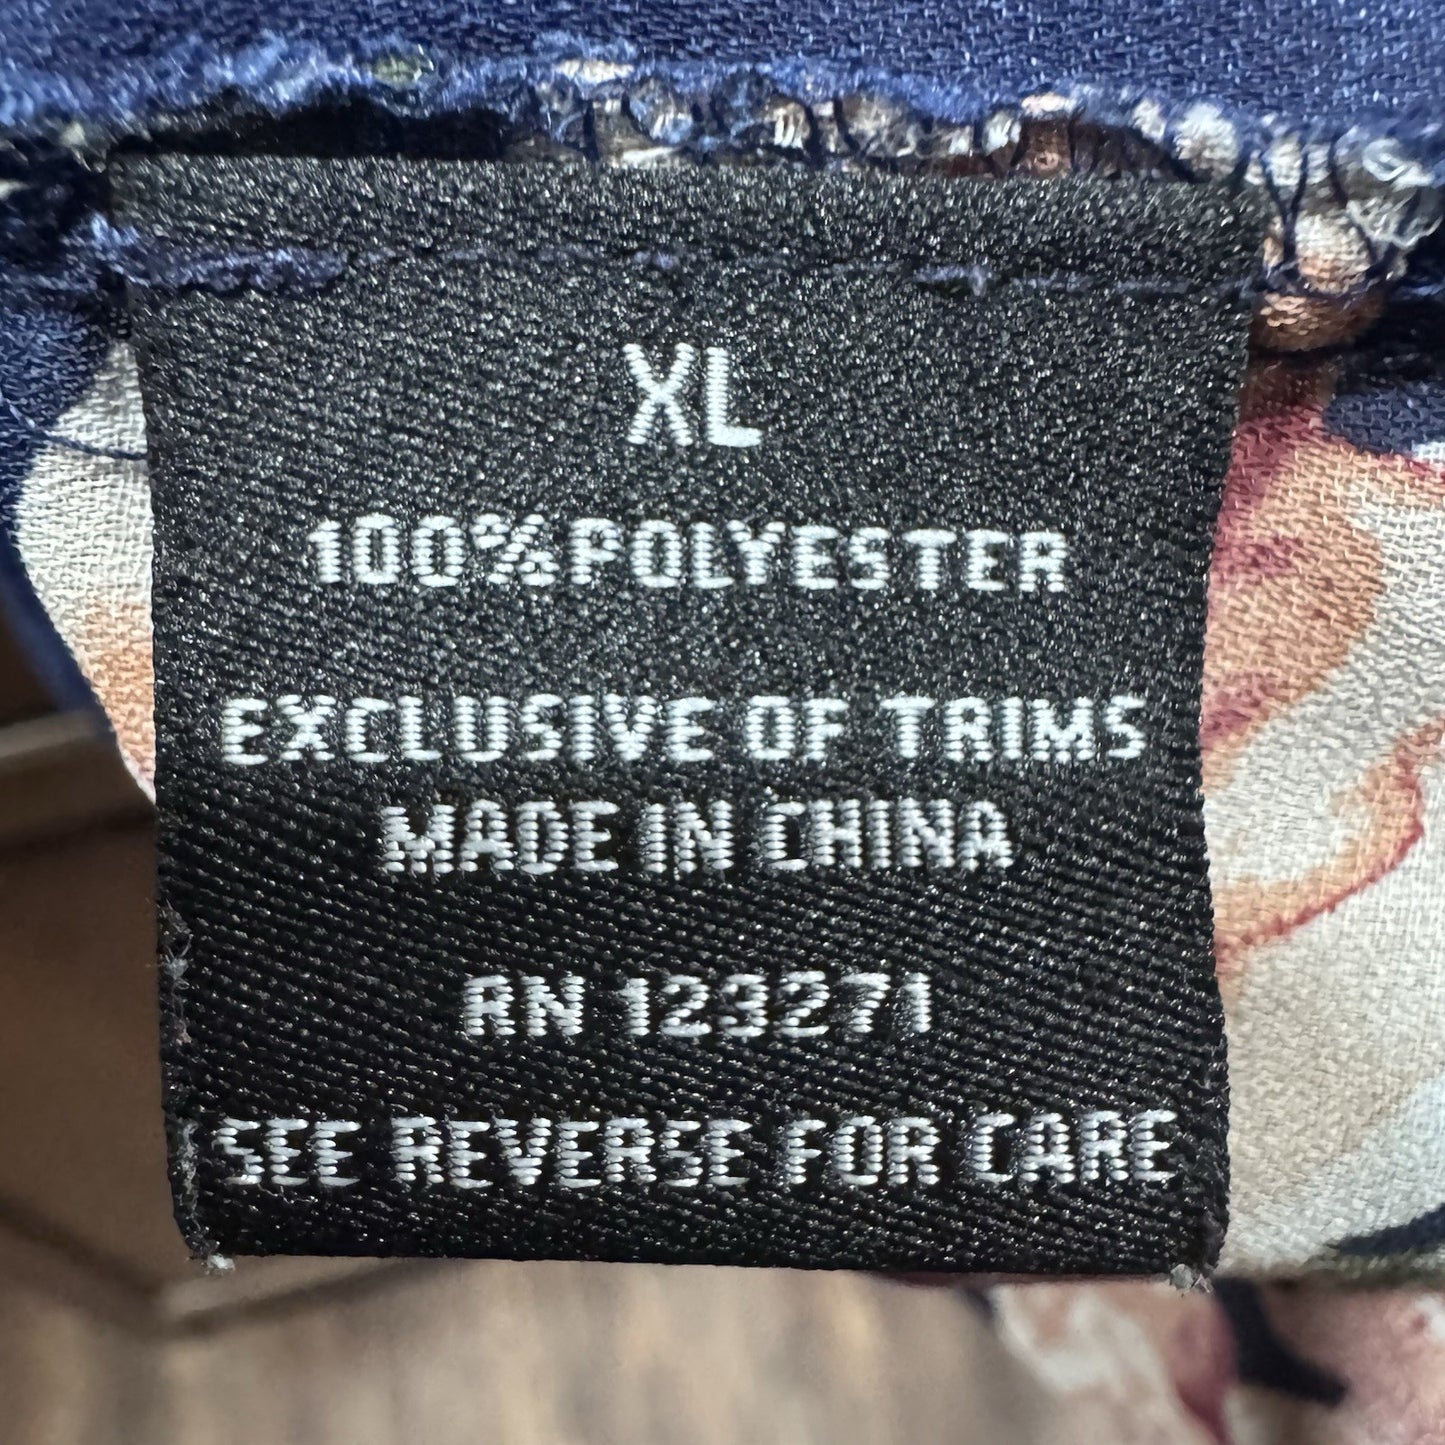 XL
100% POLYESTER
EXCLUSIVE OF TRIMS
MADE IN CHINA
RN 123271
SEE REVERSE FOR CARE